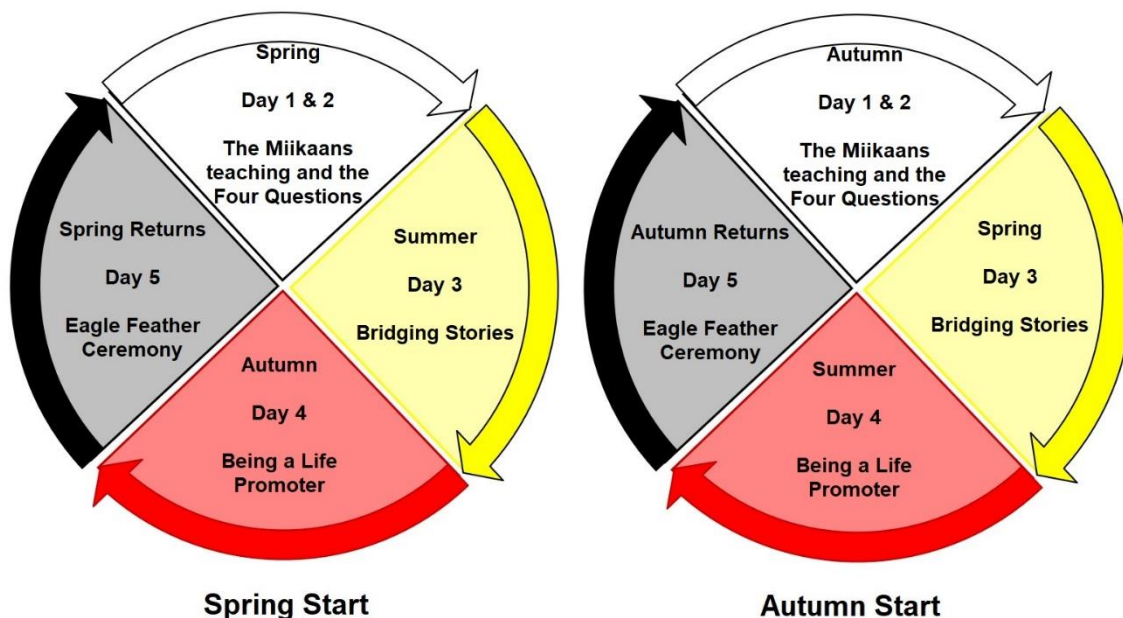 Spring
Day 1 & 2
The Miikaans
teaching and the
Four Questions
Summer
Day 3
Bridging Stories
Autumn
Day 4
Being a Life
Promoter
Spring Returns
Day 5
Eagle Feather
Ceremony
Spring Start
Autumn
Day 1 & 2
The Miikaans
teaching and the
Four Questions
Spring
Day 3
Bridging Stories
Summer
Day 4
Being a Life
Promoter
Autumn Returns
Day 5
Eagle Feather
Ceremony
Autumn Start